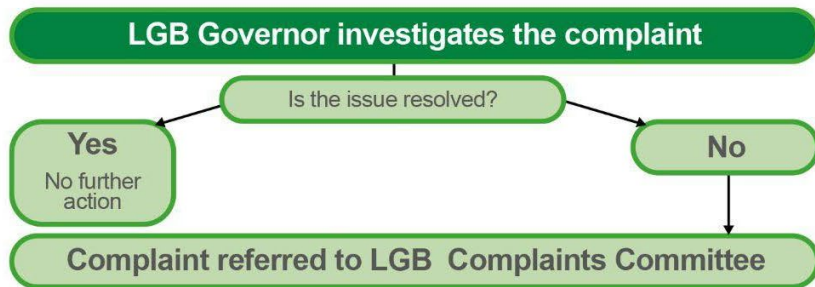 LGB Governor investigates the complaint
Is the issue resolved?
Yes
No further
action
No
Complaint referred to LGB Complaints Committee